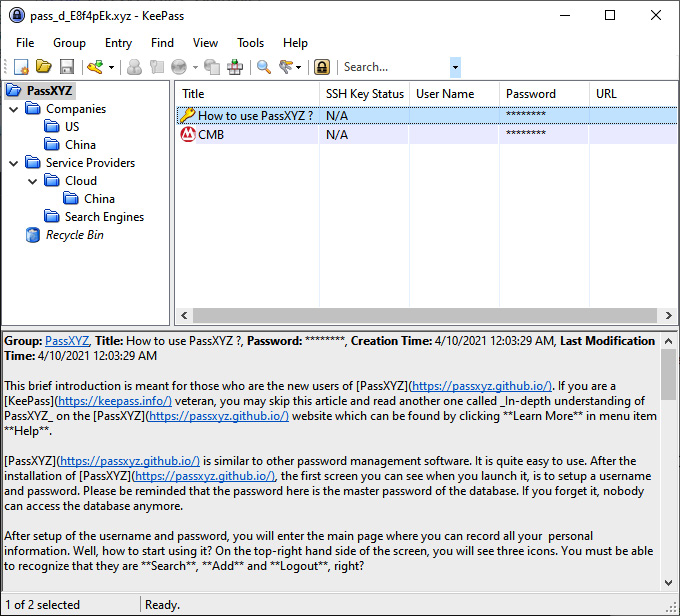 pass_d_E8f4pEk.xyz - KeePass
File Group Entry Find View Tools Help
Search...
PassXYZ
Companies
US
China
Service Providers
Cloud
China
Search Engines
Recycle Bin
Title SSH Key Status User Name Password URL
How to use PassXYZ ? N/A ********
CMB N/A ********
Group: PassXYZ, Title: How to use PassXYZ ?, Password: ********, Creation Time: 4/10/2021 12:03:29 AM, Last Modification
Time: 4/10/2021 12:03:29 AM
This brief introduction is meant for those who are the new users of [PassXYZ](https://passxyz.github.io/). If you are a
[KeePass](https://keepass.info/) veteran, you may skip this article and read another one called _In-depth understanding of
PassXYZ_ on the [PassXYZ](https://passxyz.github.io/) website which can be found by clicking **Learn More** in menu item
**Help**.
[PassXYZ](https://passxyz.github.io/) is similar to other password management software. It is quite easy to use. After the
installation of [PassXYZ](https://passxyz.github.io/), the first screen you can see when you launch it, is to setup a username
and password. Please be reminded that the password here is the master password of the database. If you forget it, nobody
can access the database anymore.
After setup of the username and password, you will enter the main page where you can record all your  personal
information. Well, how to start using it? On the top-right hand side of the screen, you will see three icons. You must be able
to recognize that they are **Search**, **Add** and **Logout**, right?
1 of 2 selected Ready.